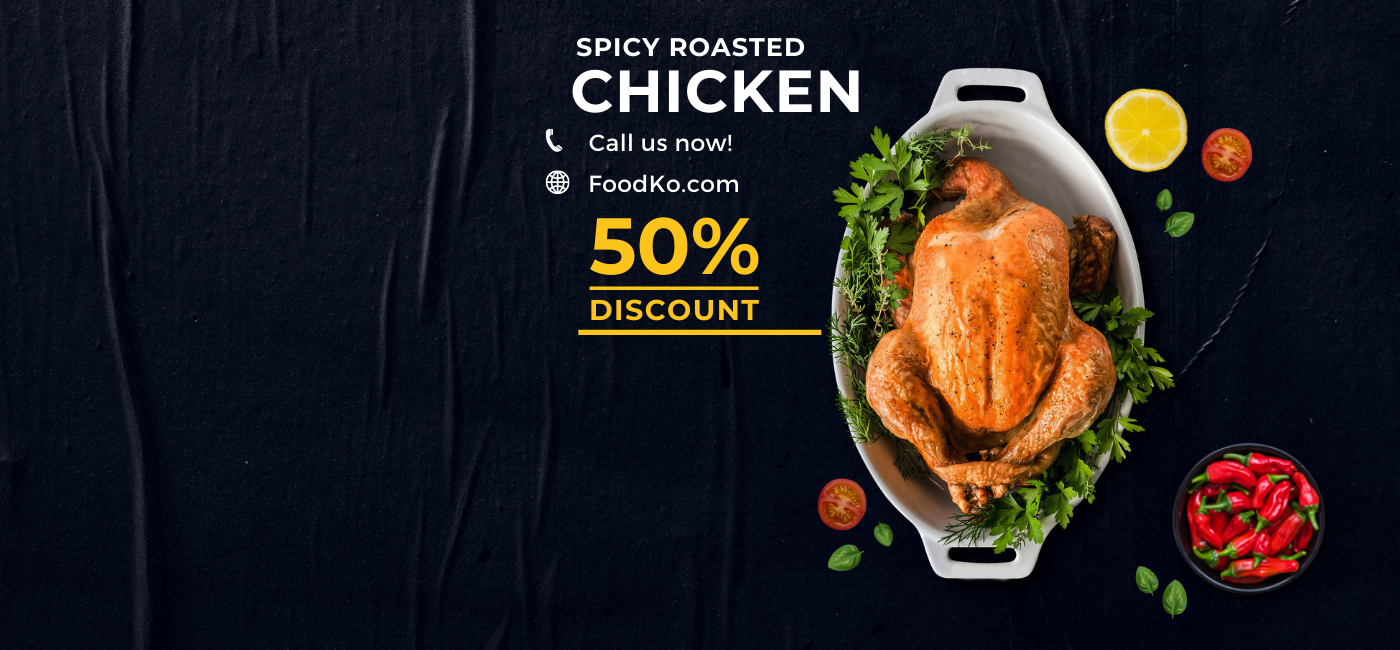 SPICY ROASTED
CHICKEN
Call us now!
FoodKo.com
50%
DISCOUNT